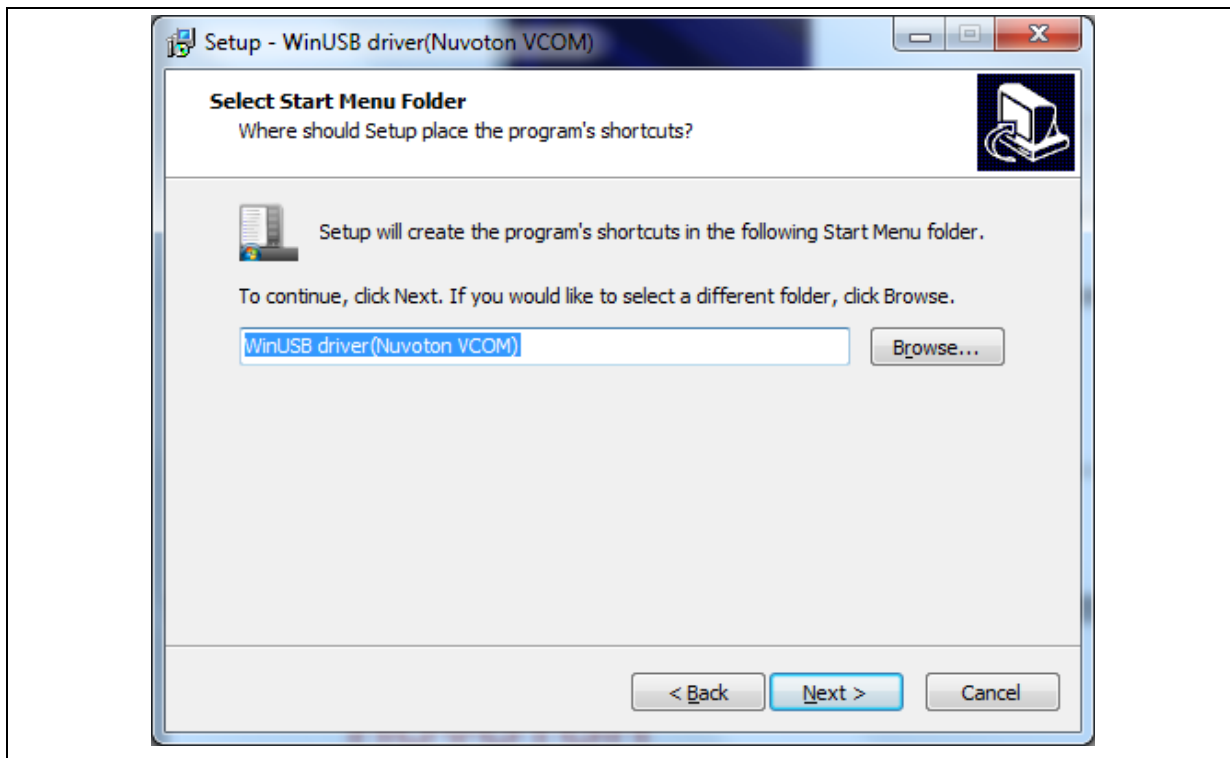 Setup - WinUSB driver(Nuvoton VCOM)
Select Start Menu Folder
Where should Setup place the program's shortcuts?
Setup will create the program's shortcuts in the following Start Menu folder.
To continue, click Next. If you would like to select a different folder, click Browse.
WinUSB driver(Nuvoton VCOM)
Browse...
< Back
Next >
Cancel